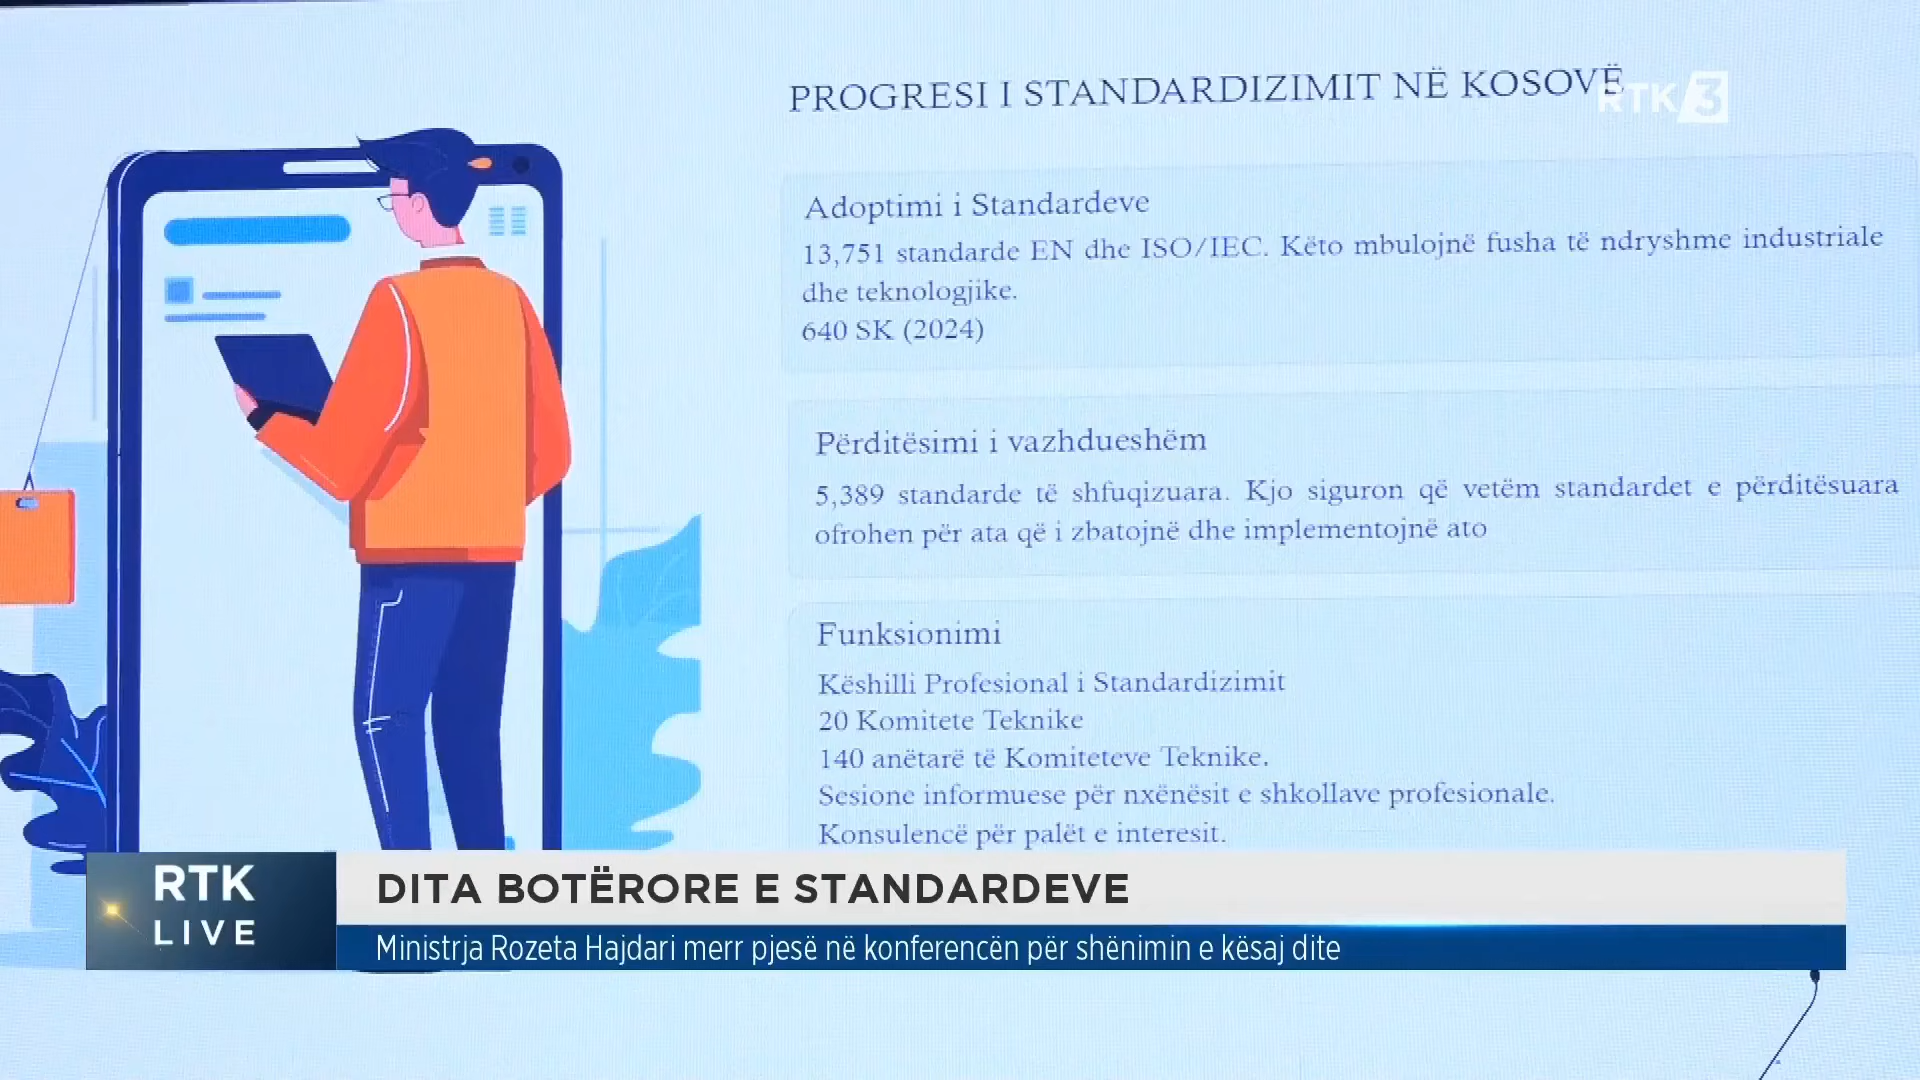 PROGRESI I STANDARDIZIMIT NË KOSOVË
RTK 3
Adoptimi i Standardeve
13,751 standarde EN dhe ISO/IEC. Këto mbulojnë fusha të ndryshme industriale
dhe teknologjike.
640 SK (2024)
Përditësimi i vazhdueshëm
5,389 standarde të shfuqizuara. Kjo siguron që vetëm standardet e përditësuara
ofrohen për ata që i zbatojnë dhe implementojnë ato
Funksionimi
Këshilli Profesional i Standardizimit
20 Komitete Teknike
140 anëtarë të Komiteteve Teknike.
Sesione informuese për nxënësit e shkollave profesionale.
Konsulencë për palët e interesit.
RTK
LIVE
DITA BOTËRORE E STANDARDEVE
Ministrja Rozeta Hajdari merr pjesë në konferencën për shënimin e kësaj dite